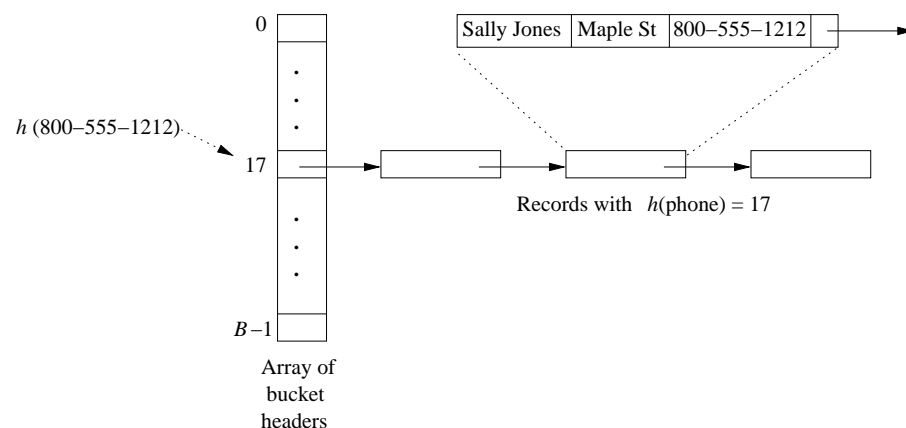 0
Sally Jones Maple St 800–555–1212
h (800–555–1212)
17
Records with h(phone) = 17
B–1
Array of
bucket
headers